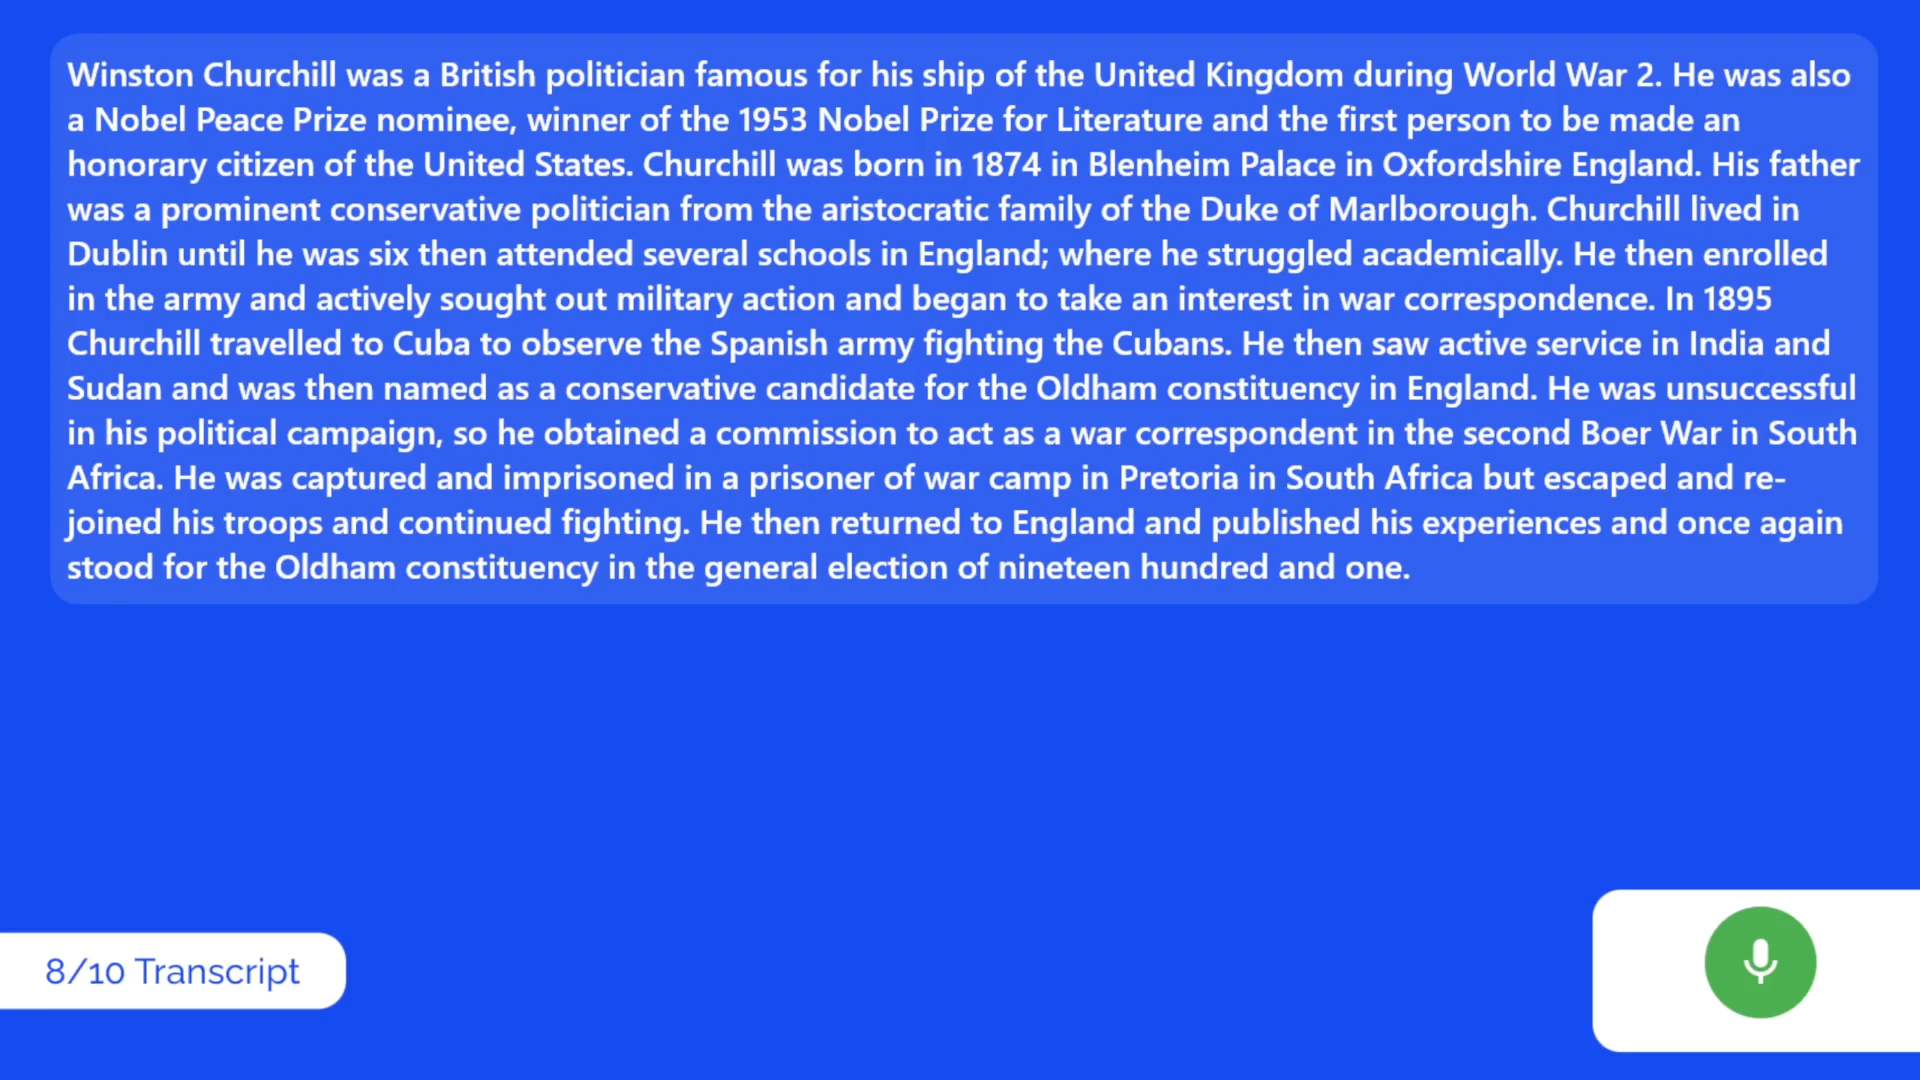 Winston Churchill was a British politician famous for his ship of the United Kingdom during World War 2. He was also
a Nobel Peace Prize nominee, winner of the 1953 Nobel Prize for Literature and the first person to be made an
honorary citizen of the United States. Churchill was born in 1874 in Blenheim Palace in Oxfordshire England. His father
was a prominent conservative politician from the aristocratic family of the Duke of Marlborough. Churchill lived in
Dublin until he was six then attended several schools in England; where he struggled academically. He then enrolled
in the army and actively sought out military action and began to take an interest in war correspondence. In 1895
Churchill travelled to Cuba to observe the Spanish army fighting the Cubans. He then saw active service in India and
Sudan and was then named as a conservative candidate for the Oldham constituency in England. He was unsuccessful
in his political campaign, so he obtained a commission to act as a war correspondent in the second Boer War in South
Africa. He was captured and imprisoned in a prisoner of war camp in Pretoria in South Africa but escaped and re-
joined his troops and continued fighting. He then returned to England and published his experiences and once again
stood for the Oldham constituency in the general election of nineteen hundred and one.
8/10 Transcript